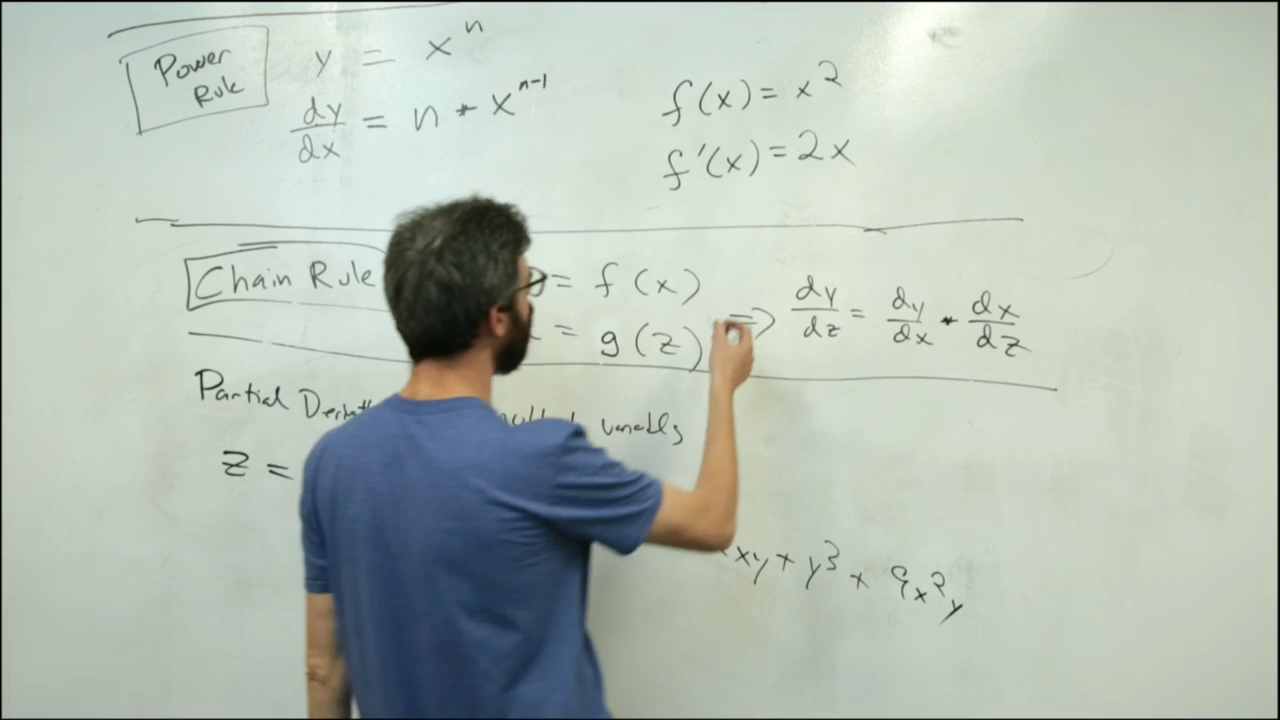 Power Rule
y = x^n
dy/dx = n * x^(n-1)
f(x) = x^2
f'(x) = 2x
Chain Rule
= f(x)
= g(z) => dy/dz = dy/dx * dx/dz
Partial
z =
xy + y^3 +